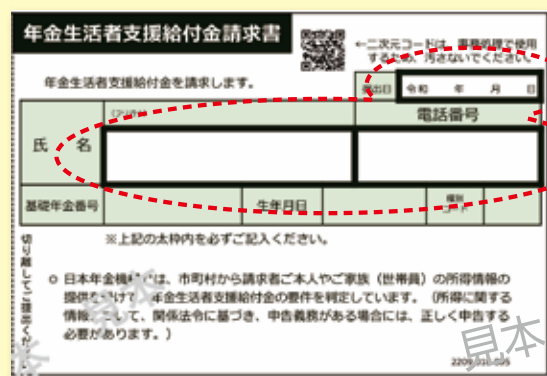 年金生活者支援給付金請求書
←二次元コードは、事務処理で使用
するため、汚さないでください。
年金生活者支援給付金を請求します。
提出日 令和 年 月 日
(フリガナ)
電話番号
氏 名
基礎年金番号 生年月日 種別コード
※上記の太枠内を必ずご記入ください。
切り離してご提出くだ
○ 日本年金機構では、市町村から請求者ご本人やご家族（世帯員）の所得情報の
提供を受けて、年金生活者支援給付金の要件を判定しています。（所得に関する
情報について、関係法令に基づき、申告義務がある場合には、正しく申告する
必要があります。）
見本
2209